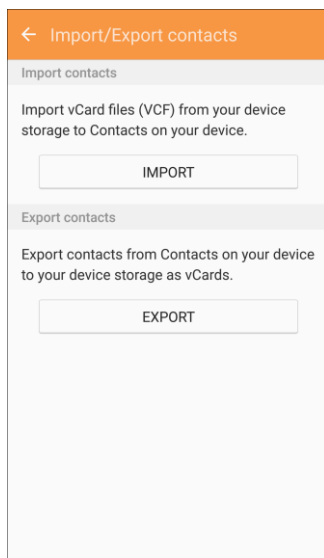 Import/Export contacts
Import contacts
Import vCard files (VCF) from your device
storage to Contacts on your device.
IMPORT
Export contacts
Export contacts from Contacts on your device
to your device storage as vCards.
EXPORT